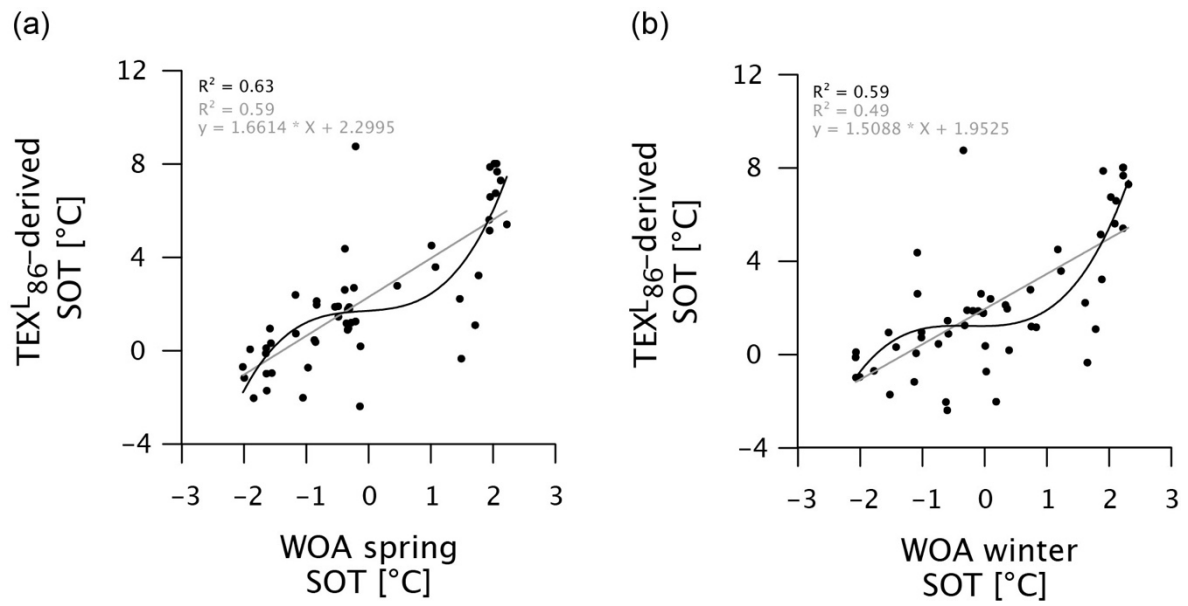 (a)
R² = 0.63
R² = 0.59
y = 1.6614 * X + 2.2995
12
8
4
0
−4
TEXᴸ₈₆−derived
SOT [°C]
−3 −2 −1 0 1 2 3
WOA spring
SOT [°C]
(b)
R² = 0.59
R² = 0.49
y = 1.5088 * X + 1.9525
12
8
4
0
−4
TEXᴸ₈₆−derived
SOT [°C]
−3 −2 −1 0 1 2 3
WOA winter
SOT [°C]